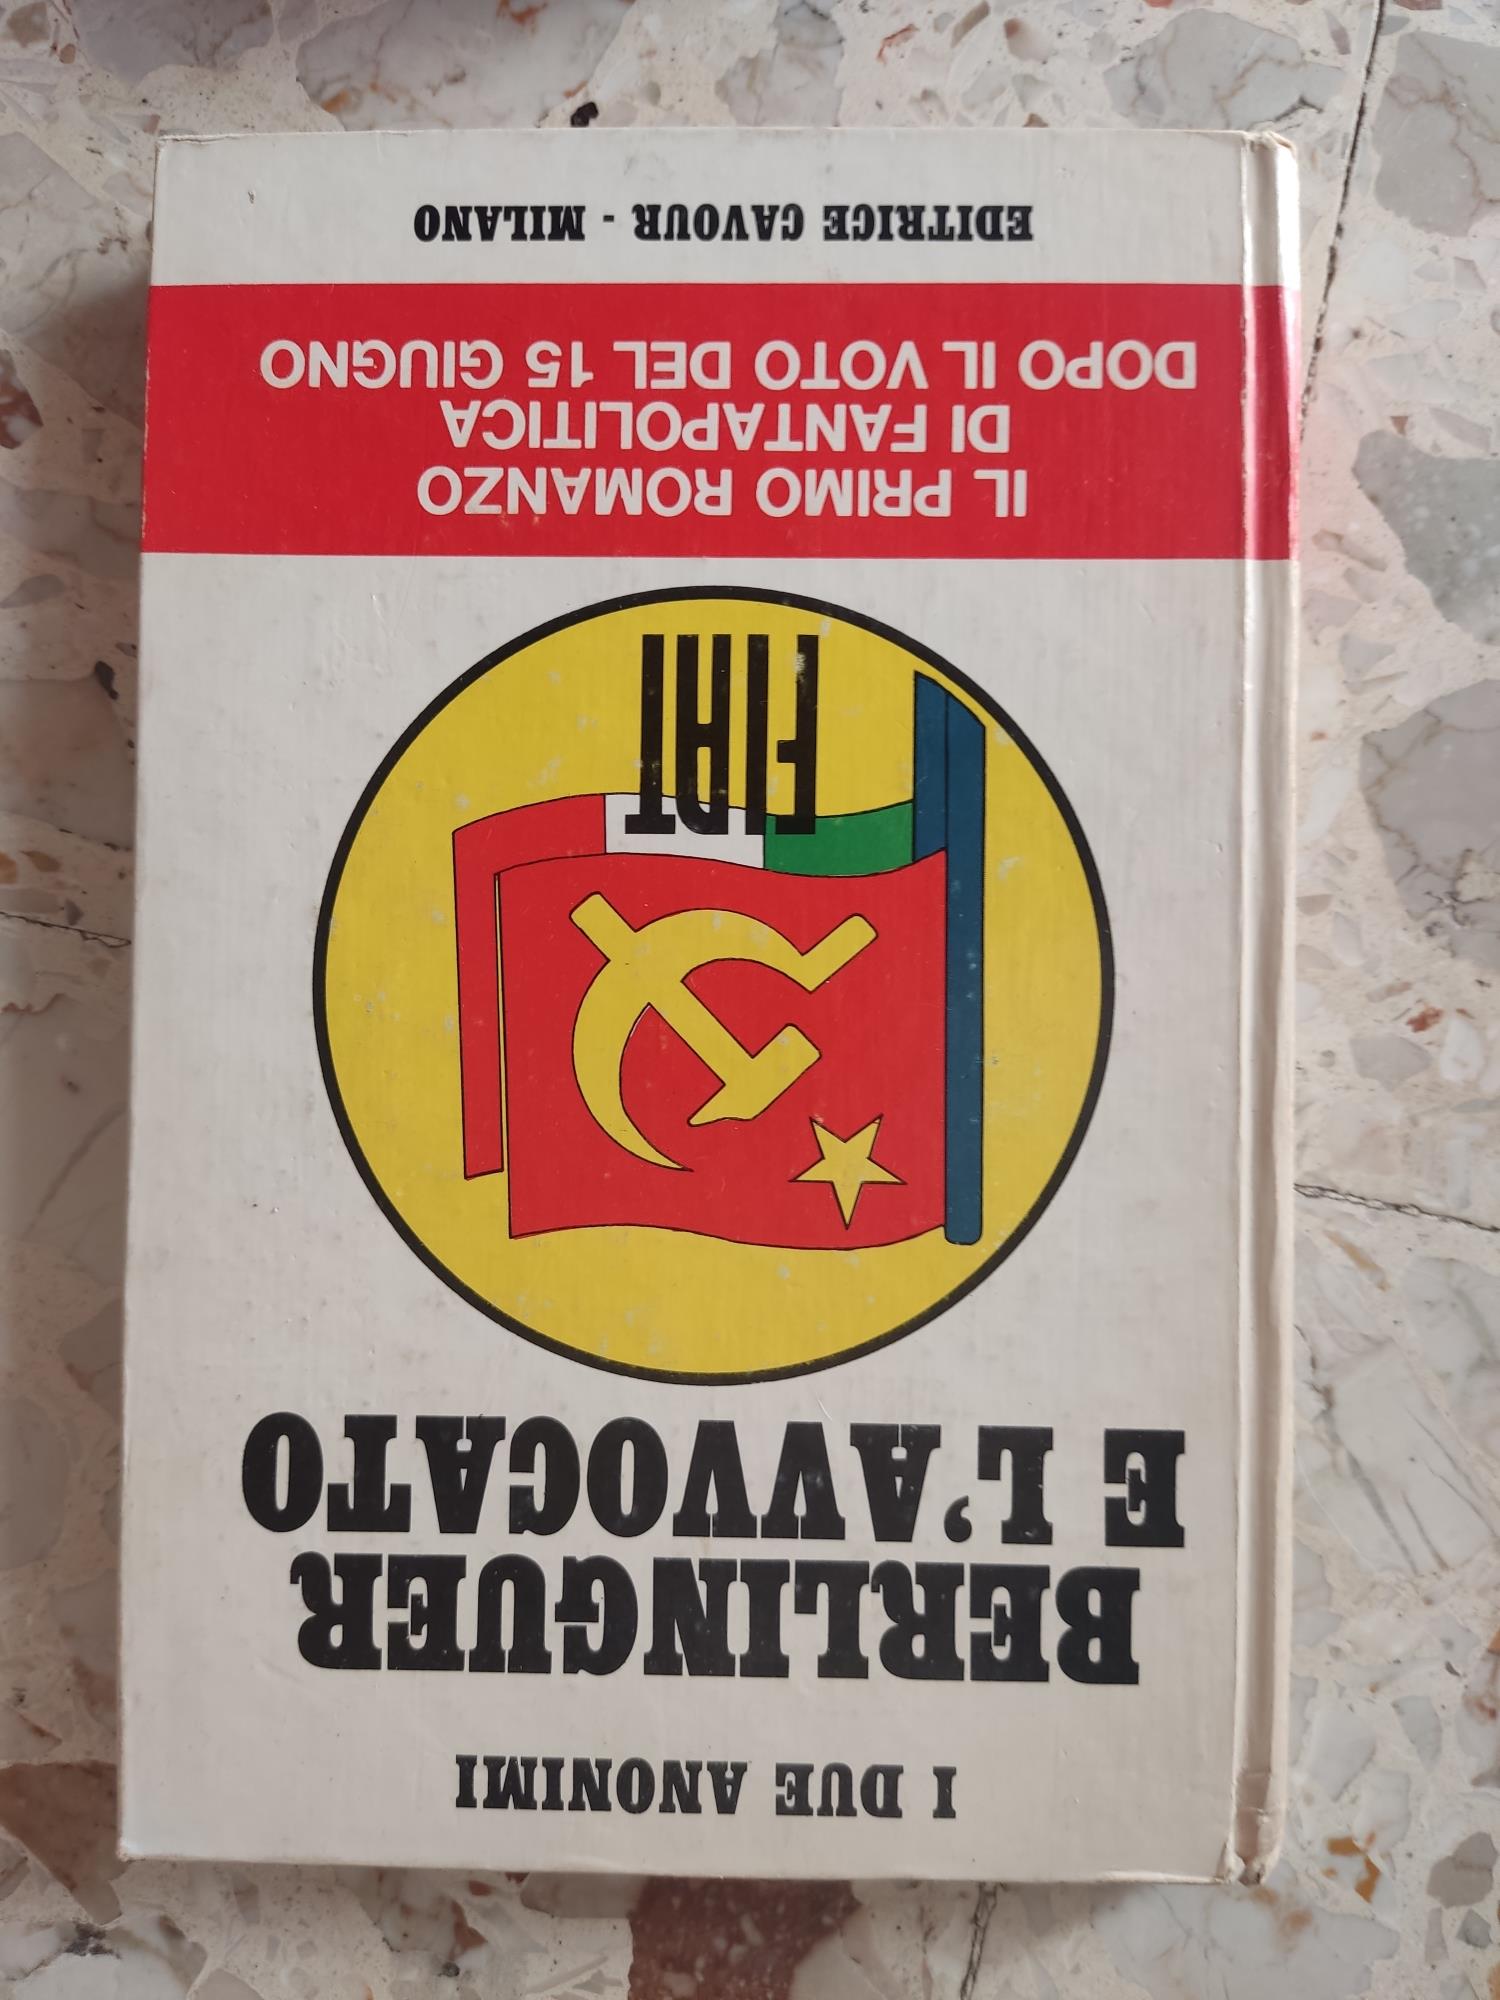 I DUE ANONIMI
BERLINGUER
E L'AVVOCATO
FIAT
IL PRIMO ROMANZO
DI FANTAPOLITICA
DOPO IL VOTO DEL 15 GIUGNO
EDITRICE CAVOUR - MILANO